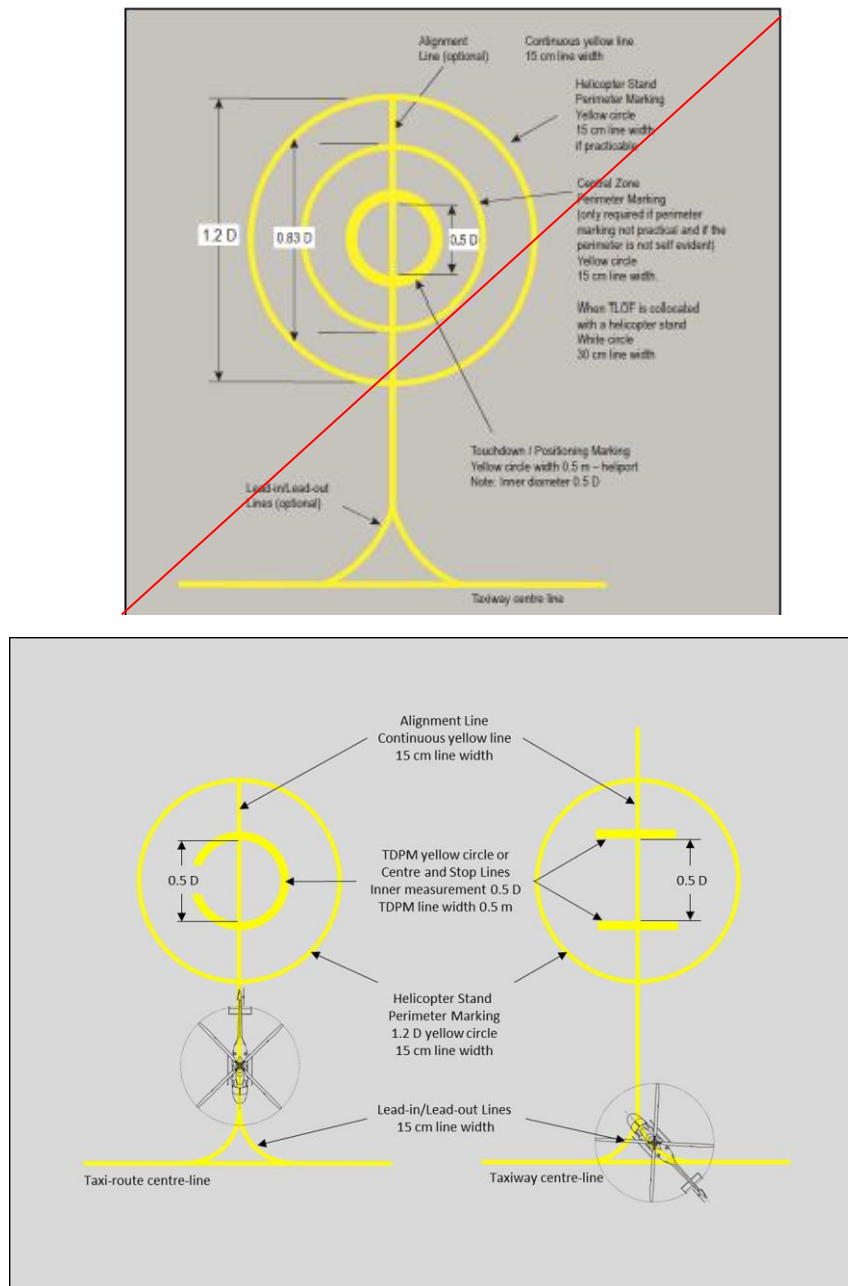 Alignment
Line (optional)
Continuous yellow line
15 cm line width
Helicopter Stand
Perimeter Marking
Yellow circle
15 cm line width
if practicable
Central Zone
Perimeter Marking
(only required if perimeter
marking not practical and if the
perimeter is not self evident)
Yellow circle
15 cm line width.
1.2 D
0.83 D
0.5 D
When TLOF is collocated
with a helicopter stand
White circle
30 cm line width
Touchdown / Positioning Marking
Yellow circle width 0.5 m – heliport
Note: Inner diameter 0.5 D
Lead-in/Lead-out
Lines (optional)
Taxiway centre line
Alignment Line
Continuous yellow line
15 cm line width
0.5 D
TDPM yellow circle or
Centre and Stop Lines
Inner measurement 0.5 D
TDPM line width 0.5 m
0.5 D
Helicopter Stand
Perimeter Marking
1.2 D yellow circle
15 cm line width
Lead-in/Lead-out Lines
15 cm line width
Taxi-route centre-line
Taxiway centre-line